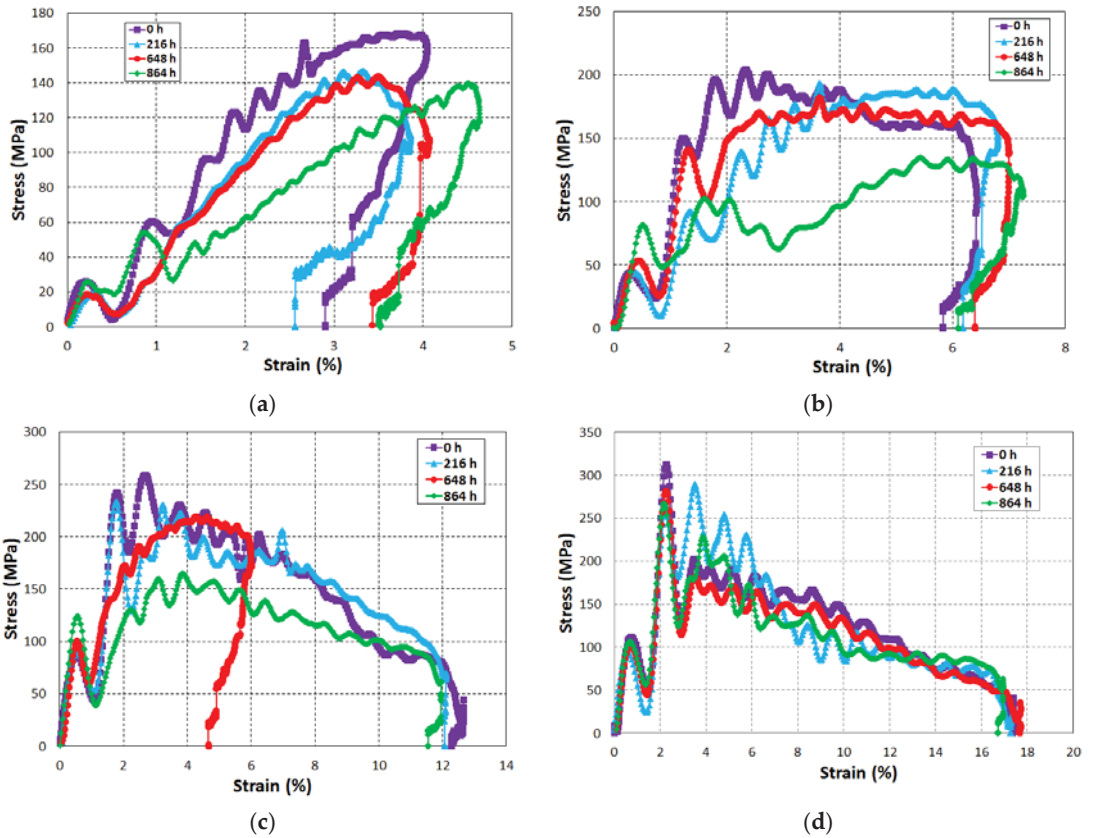 180
160
140
120
100
80
60
40
20
0
Stress (MPa)
0 h
216 h
648 h
864 h
0 1 2 3 4 5
Strain (%)
(a)
250
200
150
100
50
0
Stress (MPa)
0 h
216 h
648 h
864 h
0 2 4 6 8
Strain (%)
(b)
300
250
200
150
100
50
0
Stress (MPa)
0 h
216 h
648 h
864 h
0 2 4 6 8 10 12 14
Strain (%)
(c)
350
300
250
200
150
100
50
0
Stress (MPa)
0 h
216 h
648 h
864 h
0 2 4 6 8 10 12 14 16 18 20
Strain (%)
(d)